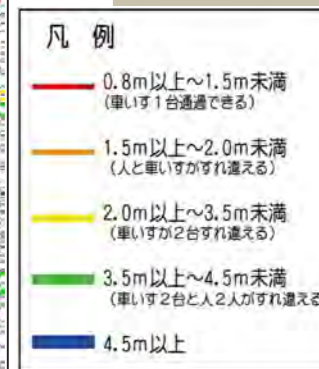 凡 例
0.8m以上～1.5m未満
(車いす1台通過できる)
1.5m以上～2.0m未満
(人と車いすがすれ違える)
2.0m以上～3.5m未満
(車いすが2台すれ違える)
3.5m以上～4.5m未満
(車いす2台と人2人がすれ違える
4.5m以上